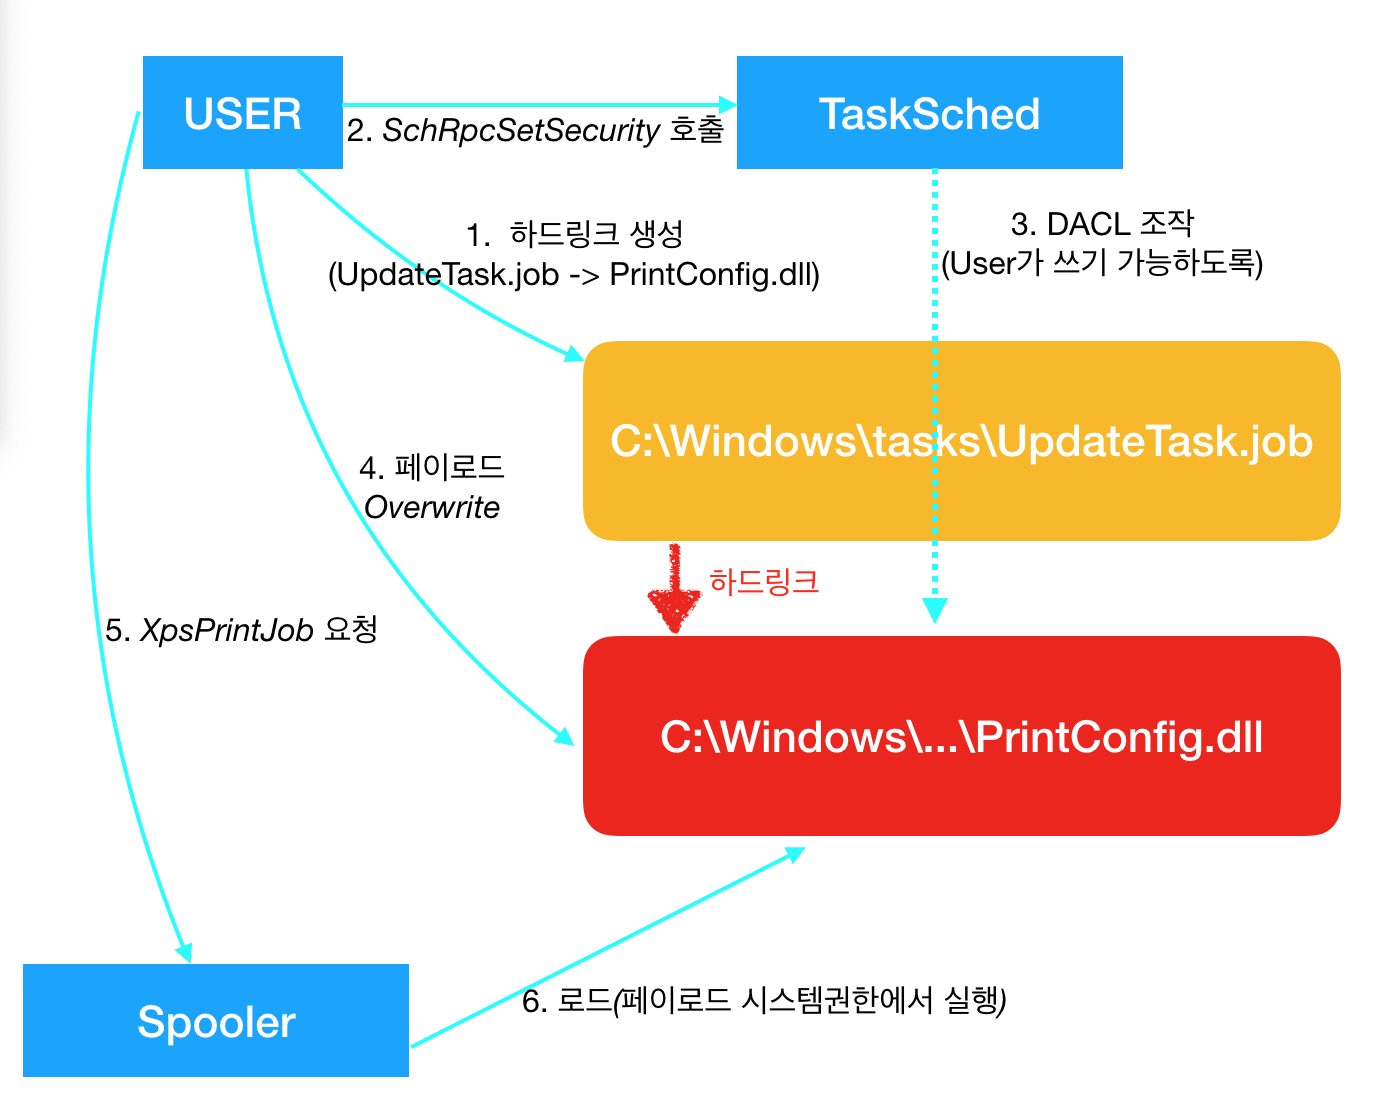 USER
TaskSched
2. SchRpcSetSecurity 호출
1. 하드링크 생성
(UpdateTask.job -> PrintConfig.dll)
3. DACL 조작
(User가 쓰기 가능하도록)
C:\Windows\tasks\UpdateTask.job
4. 페이로드
Overwrite
하드링크
5. XpsPrintJob 요청
C:\Windows\...\PrintConfig.dll
6. 로드(페이로드 시스템권한에서 실행)
Spooler